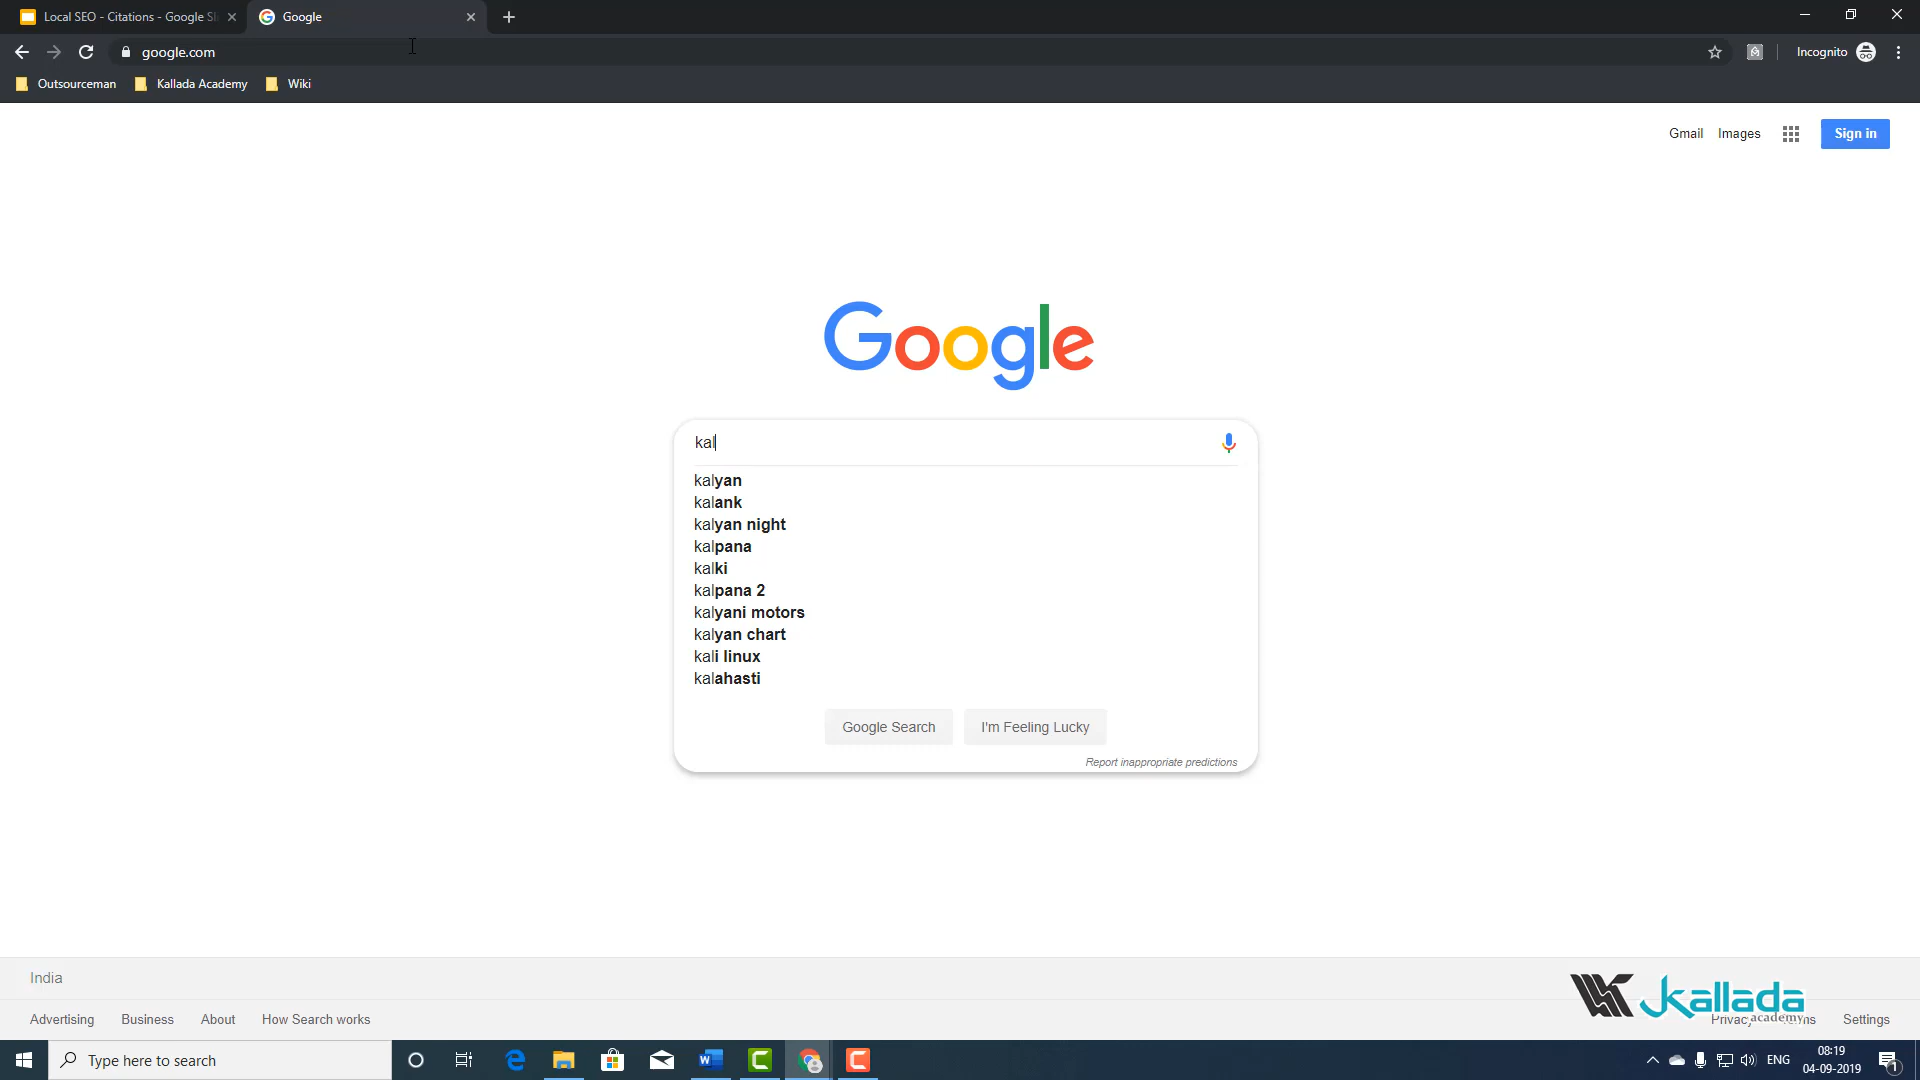 Local SEO - Citations - Google Sl
Google
google.com
Incognito
Outsourceman
Kallada Academy
Wiki
Gmail
Images
Sign in
Google
kal
kalyan
kalank
kalyan night
kalpana
kalki
kalpana 2
kalyani motors
kalyan chart
kali linux
kalahasti
Google Search
I'm Feeling Lucky
Report inappropriate predictions
India
kallada
academy
Advertising
Business
About
How Search works
Privacy
Settings
Type here to search
ENG
08:19
04-09-2019
1